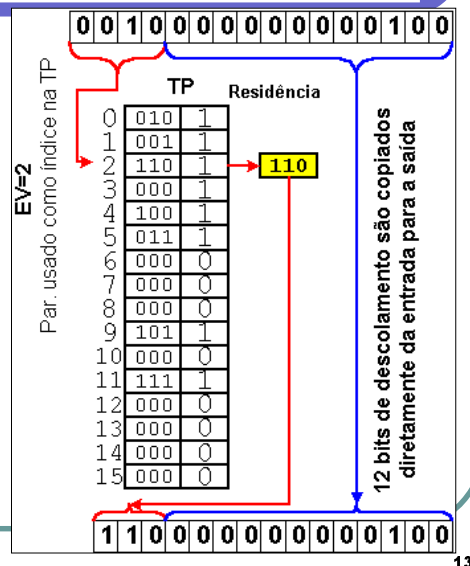 0 0 1 0 0 0 0 0 0 0 0 0 0 1 0 0
TP
Residência
EV=2
Par. usado como índice na TP
0 010 1
1 001 1
2 110 1
3 000 1
4 100 1
5 011 1
6 000 0
7 000 0
8 000 0
9 101 1
10 000 0
11 111 1
12 000 0
13 000 0
14 000 0
15 000 0
110
12 bits de descolamento são copiados
diretamente da entrada para a saída
1 1 0 0 0 0 0 0 0 0 0 0 1 0 0
13